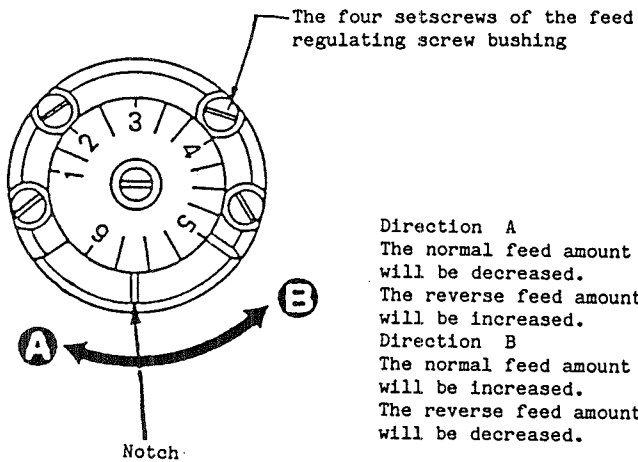 The four setscrews of the feed
regulating screw bushing
1 2 3 4 5 6
Direction A
The normal feed amount
will be decreased.
The reverse feed amount
will be increased.
Direction B
The normal feed amount
will be increased.
The reverse feed amount
will be decreased.
B
A
Notch